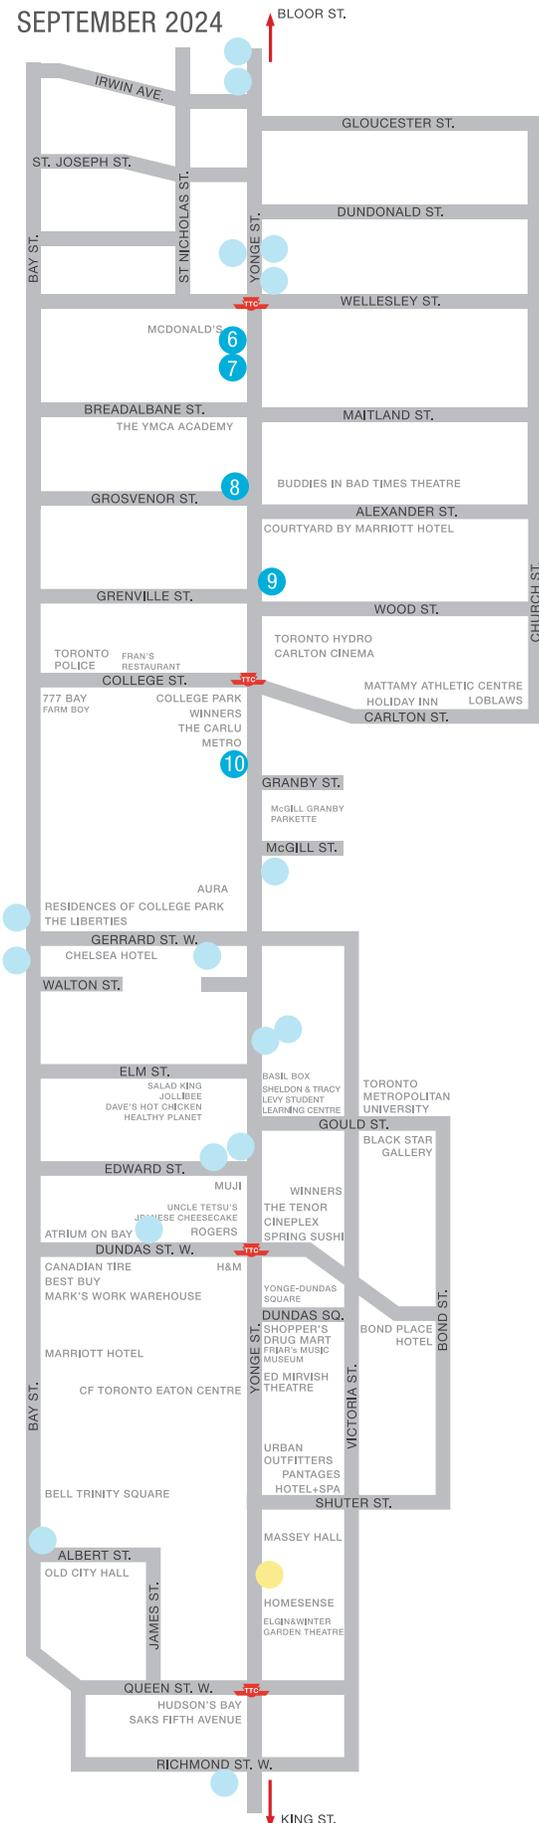 SEPTEMBER 2024
BLOOR ST.
IRWIN AVE.
GLOUCESTER ST.
ST. JOSEPH ST.
ST NICHOLAS ST.
DUNDONALD ST.
BAY ST.
YONGE ST.
TTC
WELLESLEY ST.
MCDONALD'S
6
7
BREADALBANE ST.
MAITLAND ST.
THE YMCA ACADEMY
8
BUDDIES IN BAD TIMES THEATRE
GROSVENOR ST.
ALEXANDER ST.
COURTYARD BY MARRIOTT HOTEL
9
CHURCH ST.
GRENVILLE ST.
WOOD ST.
TORONTO HYDRO
CARLTON CINEMA
TORONTO
POLICE
FRAN'S
RESTAURANT
COLLEGE ST.
TTC
MATTAMY ATHLETIC CENTRE
HOLIDAY INN
LOBLAWS
CARLTON ST.
777 BAY
FARM BOY
COLLEGE PARK
WINNERS
THE CARLU
METRO
10
GRANBY ST.
McGILL GRANBY
PARKETTE
McGILL ST.
AURA
RESIDENCES OF COLLEGE PARK
THE LIBERTIES
GERRARD ST. W.
CHELSEA HOTEL
WALTON ST.
ELM ST.
SALAD KING
JOLLIBEE
DAVE'S HOT CHICKEN
HEALTHY PLANET
BASIL BOX
SHELDON & TRACY
LEVY STUDENT
LEARNING CENTRE
TORONTO
METROPOLITAN
UNIVERSITY
GOULD ST.
BLACK STAR
GALLERY
EDWARD ST.
MUJI
WINNERS
UNCLE TETSU'S
CHEESECAKE
ATRIUM ON BAY
ROGERS
THE TENOR
CINEPLEX
SPRING SUSHI
DUNDAS ST. W.
TTC
CANADIAN TIRE
H&M
BEST BUY
MARK'S WORK WAREHOUSE
YONGE-DUNDAS
SQUARE
DUNDAS SQ.
BOND ST.
SHOPPER'S
DRUG MART
FRIAR's MUSIC
MUSEUM
BOND PLACE
HOTEL
MARRIOTT HOTEL
YONGE ST.
ED MIRVISH
THEATRE
CF TORONTO EATON CENTRE
BAY ST.
VICTORIA ST.
URBAN
OUTFITTERS
PANTAGES
HOTEL+SPA
BELL TRINITY SQUARE
SHUTER ST.
MASSEY HALL
ALBERT ST.
OLD CITY HALL
JAMES ST.
HOMESENSE
ELGIN&WINTER
GARDEN THEATRE
QUEEN ST. W.
TTC
HUDSON'S BAY
SAKS FIFTH AVENUE
RICHMOND ST. W.
KING ST.